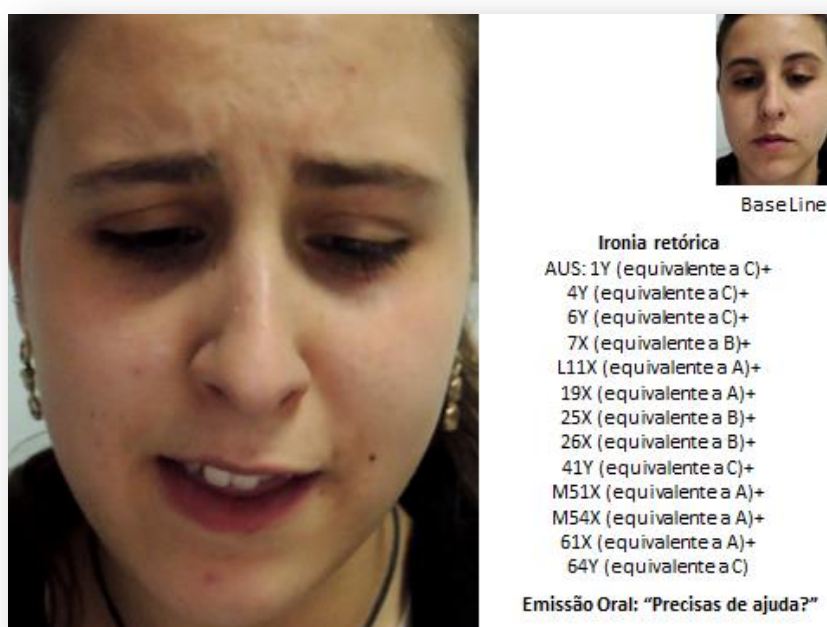 BaseLine
Ironia retórica
AUS: 1Y (equivalente a C)+
4Y (equivalente a C)+
6Y (equivalente a C)+
7X (equivalente a B)+
L11X (equivalente a A)+
19X (equivalente a A)+
25X (equivalente a B)+
26X (equivalente a B)+
41Y (equivalente a C)+
M51X (equivalente a A)+
M54X (equivalente a A)+
61X (equivalente a A)+
64Y (equivalente a C)
Emissão Oral: “Precisas de ajuda?”